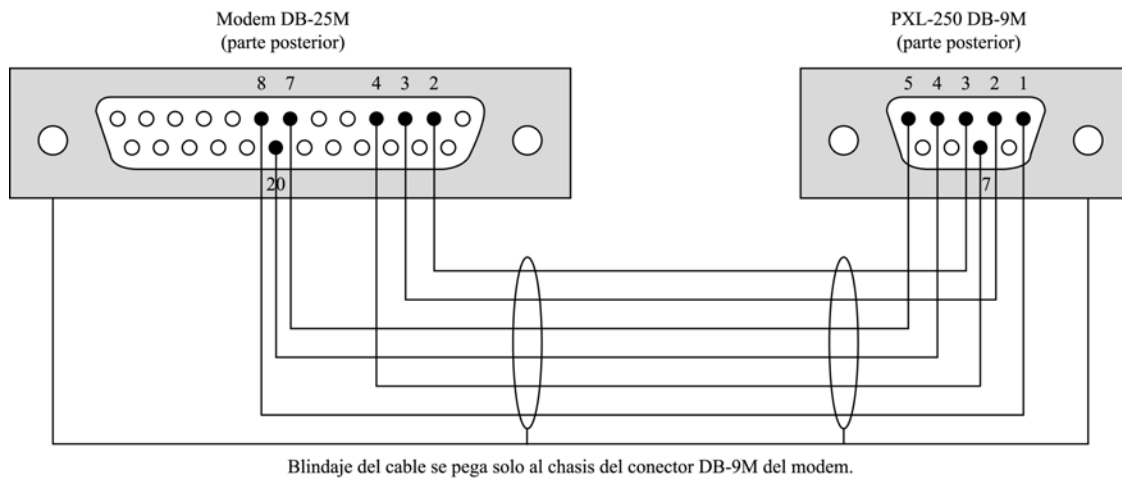 Modem DB-25M
(parte posterior)
PXL-250 DB-9M
(parte posterior)
8 7 4 3 2
5 4 3 2 1
20
7
Blindaje del cable se pega solo al chasis del conector DB-9M del modem.